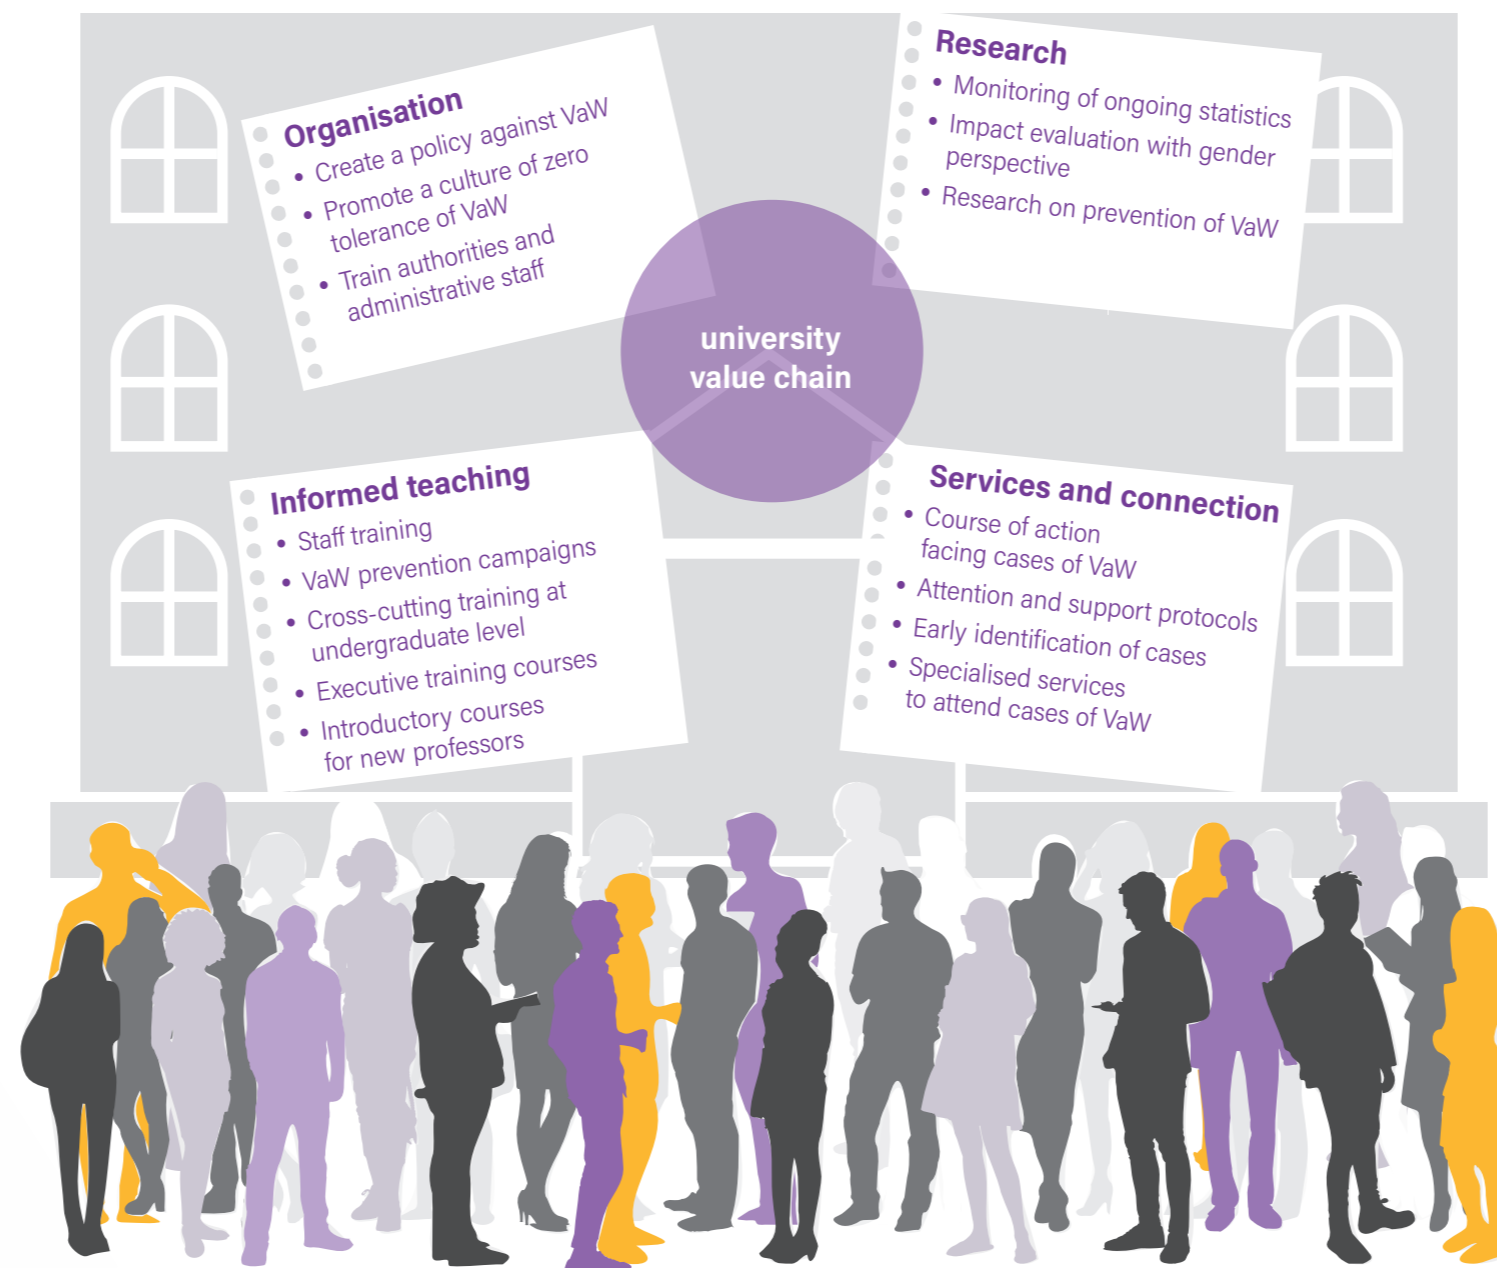 Organisation
• Create a policy against VaW
• Promote a culture of zero
tolerance of VaW
• Train authorities and
administrative staff
Research
• Monitoring of ongoing statistics
• Impact evaluation with gender
perspective
• Research on prevention of VaW
university
value chain
Informed teaching
• Staff training
• VaW prevention campaigns
• Cross-cutting training at
undergraduate level
• Executive training courses
• Introductory courses
for new professors
Services and connection
• Course of action
facing cases of VaW
• Attention and support protocols
• Early identification of cases
• Specialised services
to attend cases of VaW